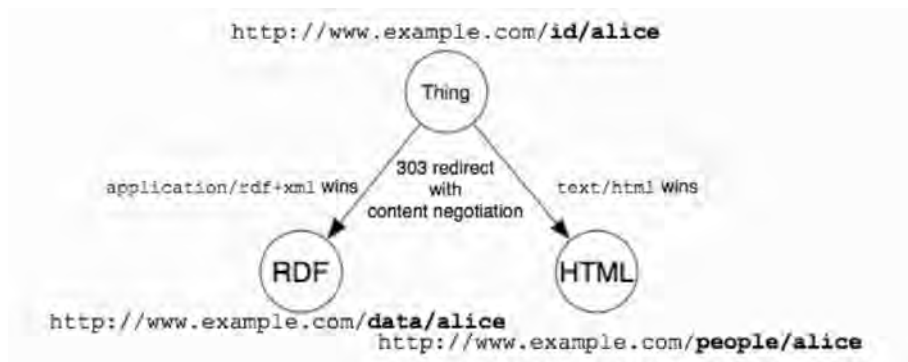 http://www.example.com/id/alice
Thing
303 redirect
with
content negotiation
application/rdf+xml wins
text/html wins
RDF
HTML
http://www.example.com/data/alice
http://www.example.com/people/alice